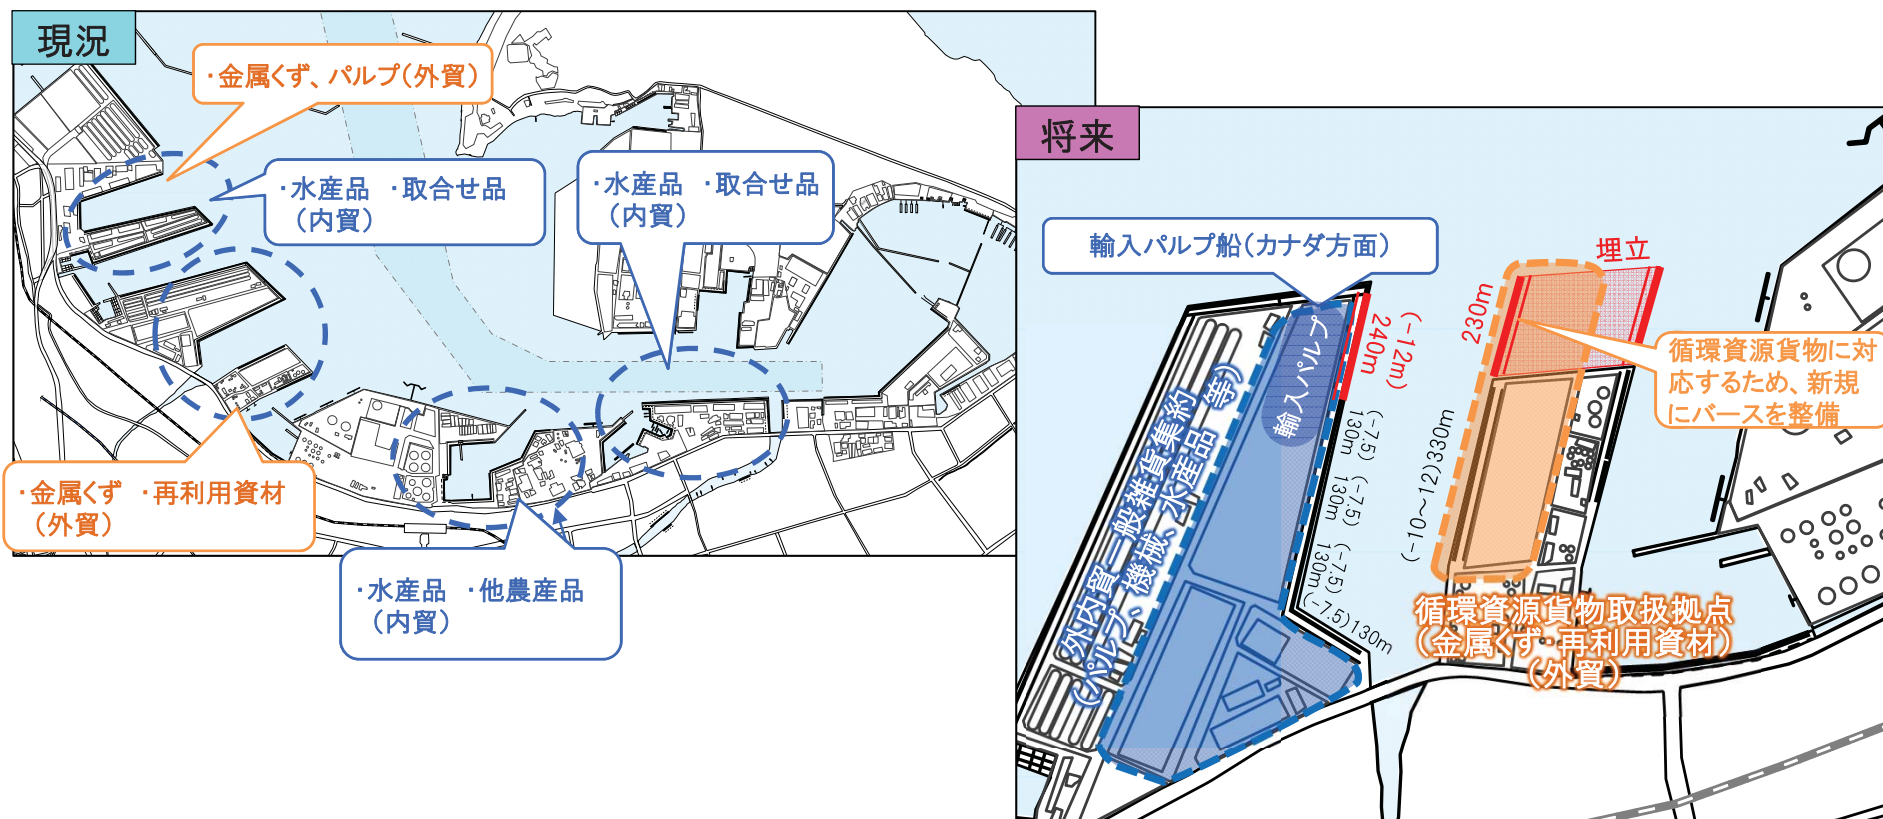 現況
・金属くず、パルプ（外貿）
・水産品　・取合せ品
（内貿）
・水産品　・取合せ品
（内貿）
・金属くず　・再利用資材
（外貿）
・水産品　・他農産品
（内貿）
将来
輸入パルプ船（カナダ方面）
埋立
230m
循環資源貨物に対
応するため、新規
にバースを整備
輸入パルプ
(-12m)
240m
(-7.5)
130m
(-7.5)
130m
(-7.5)
130m
(-7.5)130m
(-10～-12)330m
外内貿一般雑貨集約
（パルプ、機械、水産品　等）
循環資源貨物取扱拠点
（金属くず・再利用資材）
（外貿）